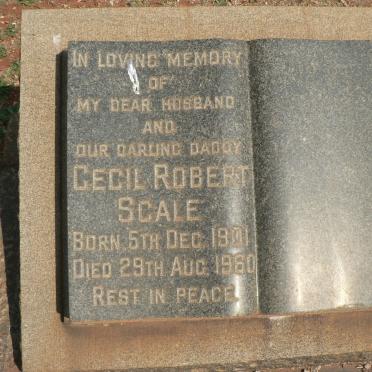 IN LOVING MEMORY
OF
MY DEAR HUSBAND
AND
OUR DARLING DADDY
CECIL ROBERT
SCALE
BORN 5TH DEC. 1901
DIED 29TH AUG. 1960
REST IN PEACE.